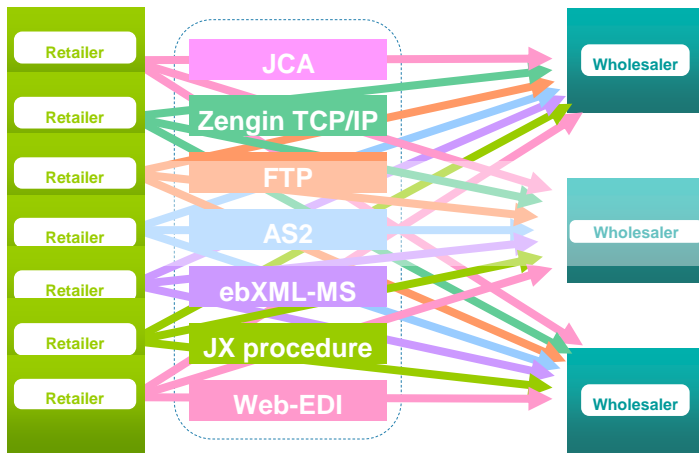 Retailer
Retailer
Retailer
Retailer
Retailer
Retailer
Retailer
JCA
Zengin TCP/IP
FTP
AS2
ebXML-MS
JX procedure
Web-EDI
Wholesaler
Wholesaler
Wholesaler